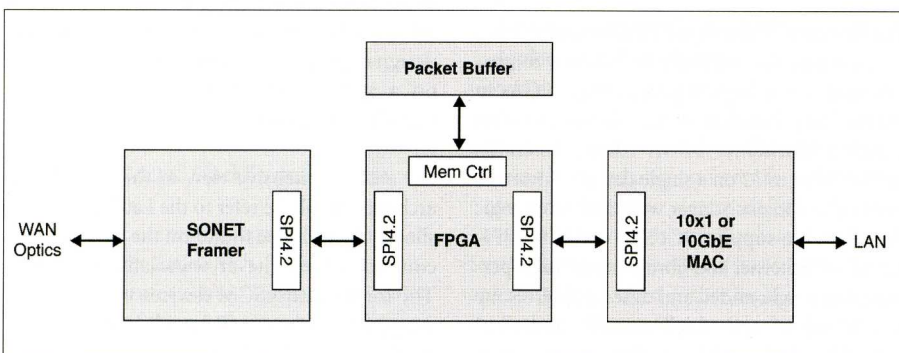 Packet Buffer
Mem Ctrl
WAN
Optics
SONET
Framer
SPI4.2
SPI4.2
FPGA
SPI4.2
SPI4.2
10x1 or
10GbE
MAC
LAN